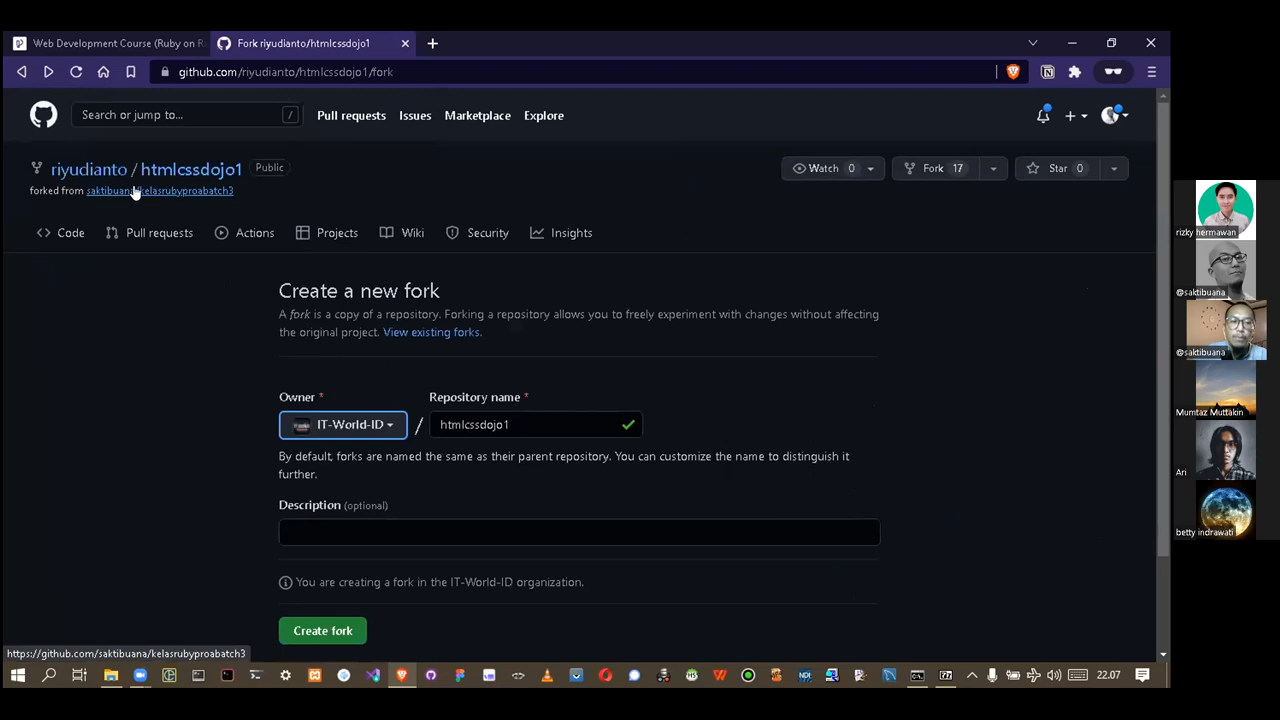 Web Development Course (Ruby on R
Fork riyudianto/htmlcssdojo1
github.com/riyudianto/htmlcssdojo1/fork
Search or jump to...
/
Pull requests
Issues
Marketplace
Explore
riyudianto / htmlcssdojo1
Public
forked from saktibuana/kelasrubyproabatch3
Watch 0
Fork 17
Star 0
Code
Pull requests
Actions
Projects
Wiki
Security
Insights
Create a new fork
A fork is a copy of a repository. Forking a repository allows you to freely experiment with changes without affecting
the original project. View existing forks.
Owner *
Repository name *
IT-World-ID
/
htmlcssdojo1
By default, forks are named the same as their parent repository. You can customize the name to distinguish it
further.
Description (optional)
You are creating a fork in the IT-World-ID organization.
Create fork
https://github.com/saktibuana/kelasrubyproabatch3
22.07
rizky hermawan
@saktibuana
@saktibuana
Mumtaz Muttakin
Ari
betty indrawati